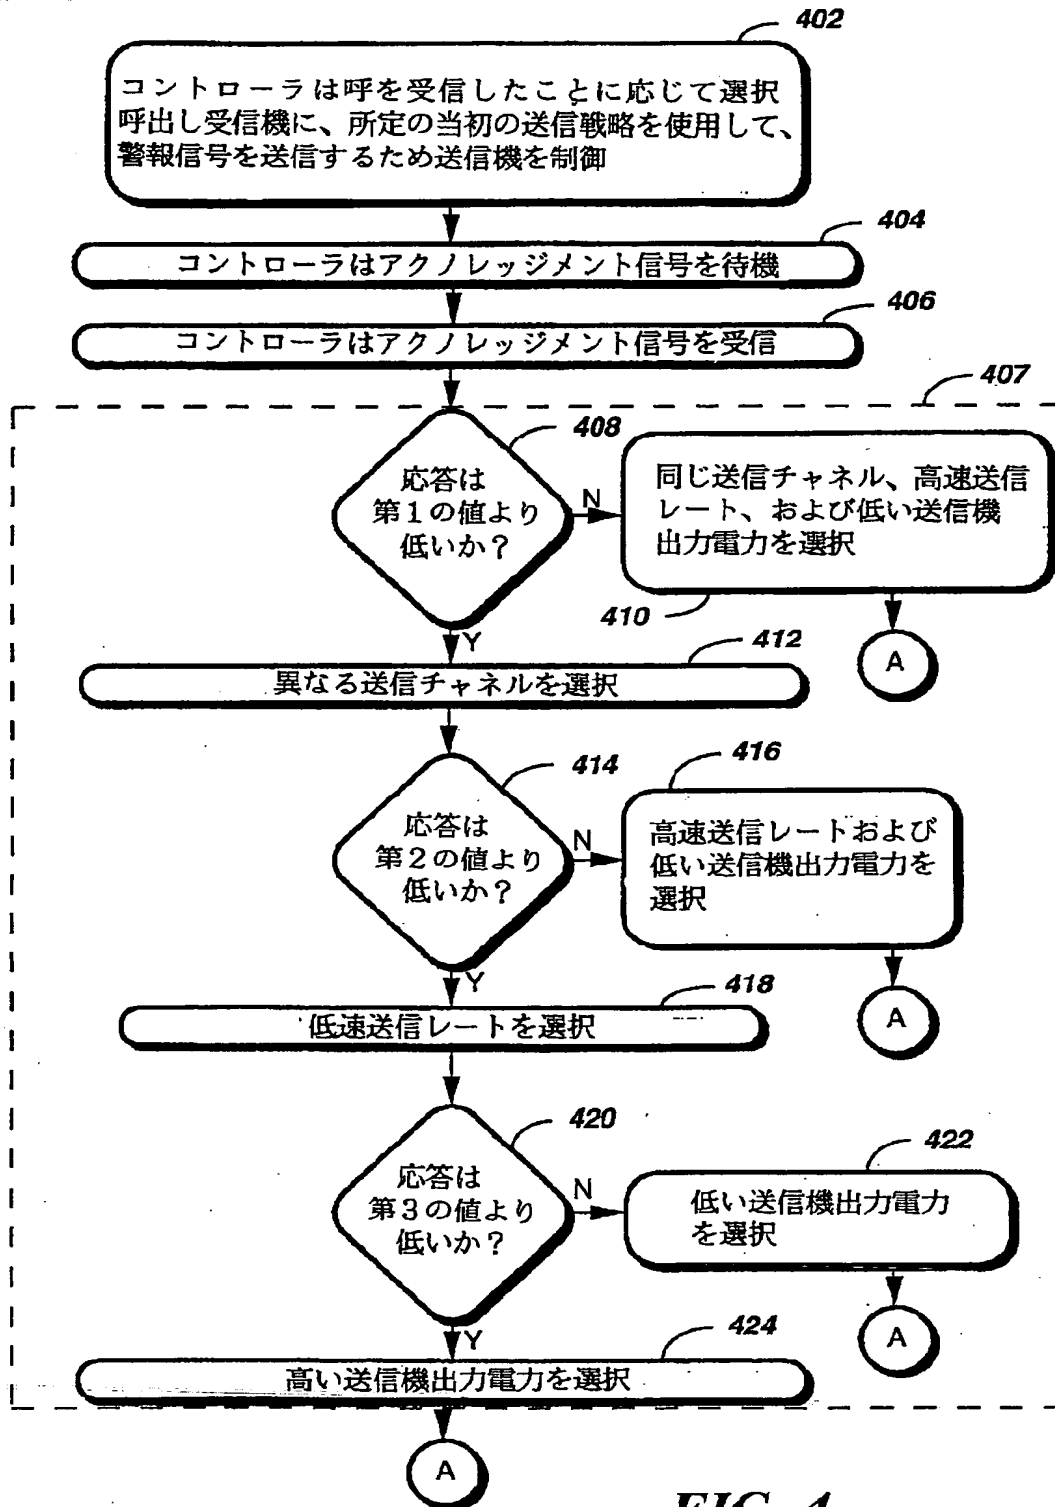 402
コントローラは呼を受信したことに応じて選択
呼出し受信機に、所定の当初の送信戦略を使用して、
警報信号を送信するため送信機を制御
404
コントローラはアクノレッジメント信号を待機
406
コントローラはアクノレッジメント信号を受信
407
408
応答は
第1の値より
低いか?
N
同じ送信チャネル、高速送信
レート、および低い送信機
出力電力を選択
410
A
Y
412
異なる送信チャネルを選択
414
応答は
第2の値より
低いか?
N
416
高速送信レートおよび
低い送信機出力電力を
選択
A
Y
418
低速送信レートを選択
420
応答は
第3の値より
低いか?
N
422
低い送信機出力電力
を選択
A
Y
424
高い送信機出力電力を選択
A
FIG. 4